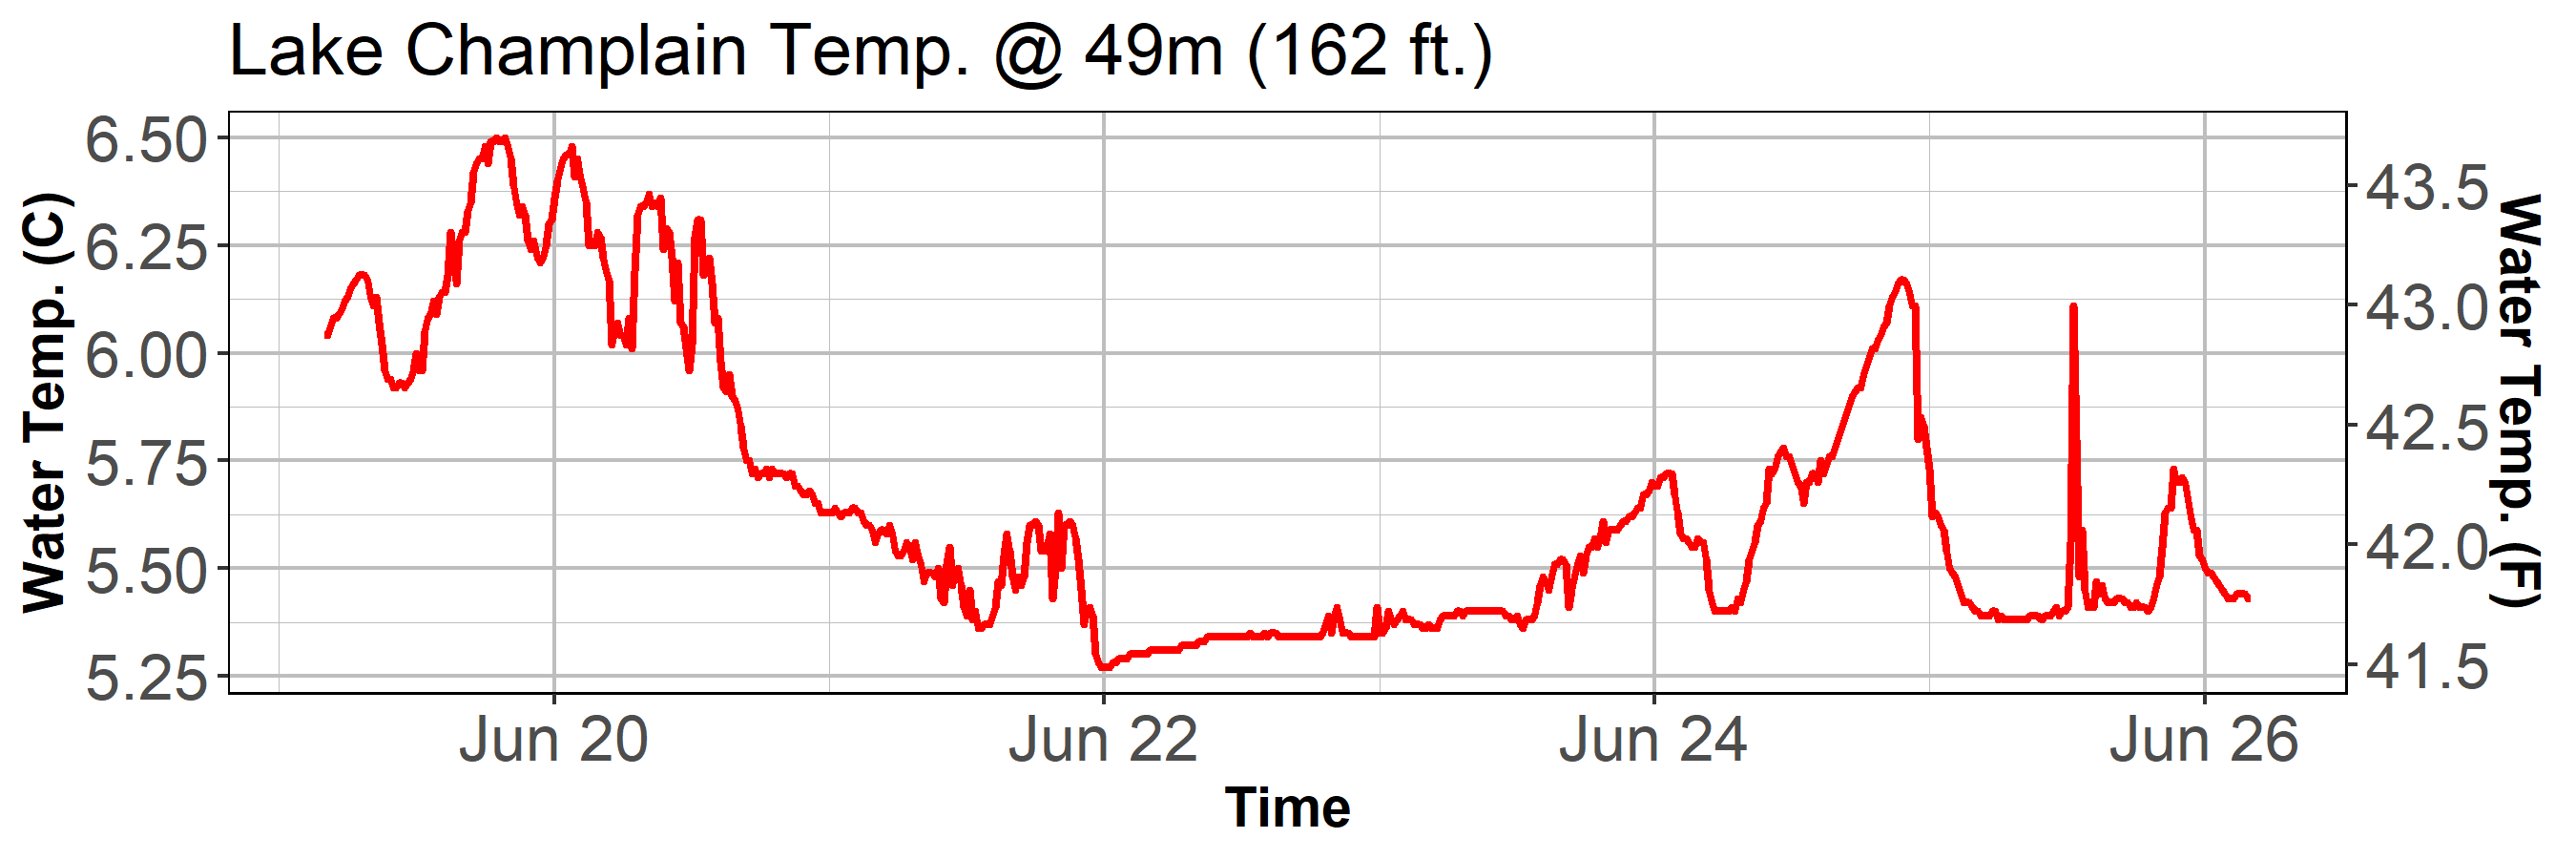 Lake Champlain Temp. @ 49m (162 ft.)
Water Temp. (C)
6.50
6.25
6.00
5.75
5.50
5.25
43.5
43.0
42.5
42.0
41.5
Water Temp. (F)
Jun 20
Jun 22
Jun 24
Jun 26
Time